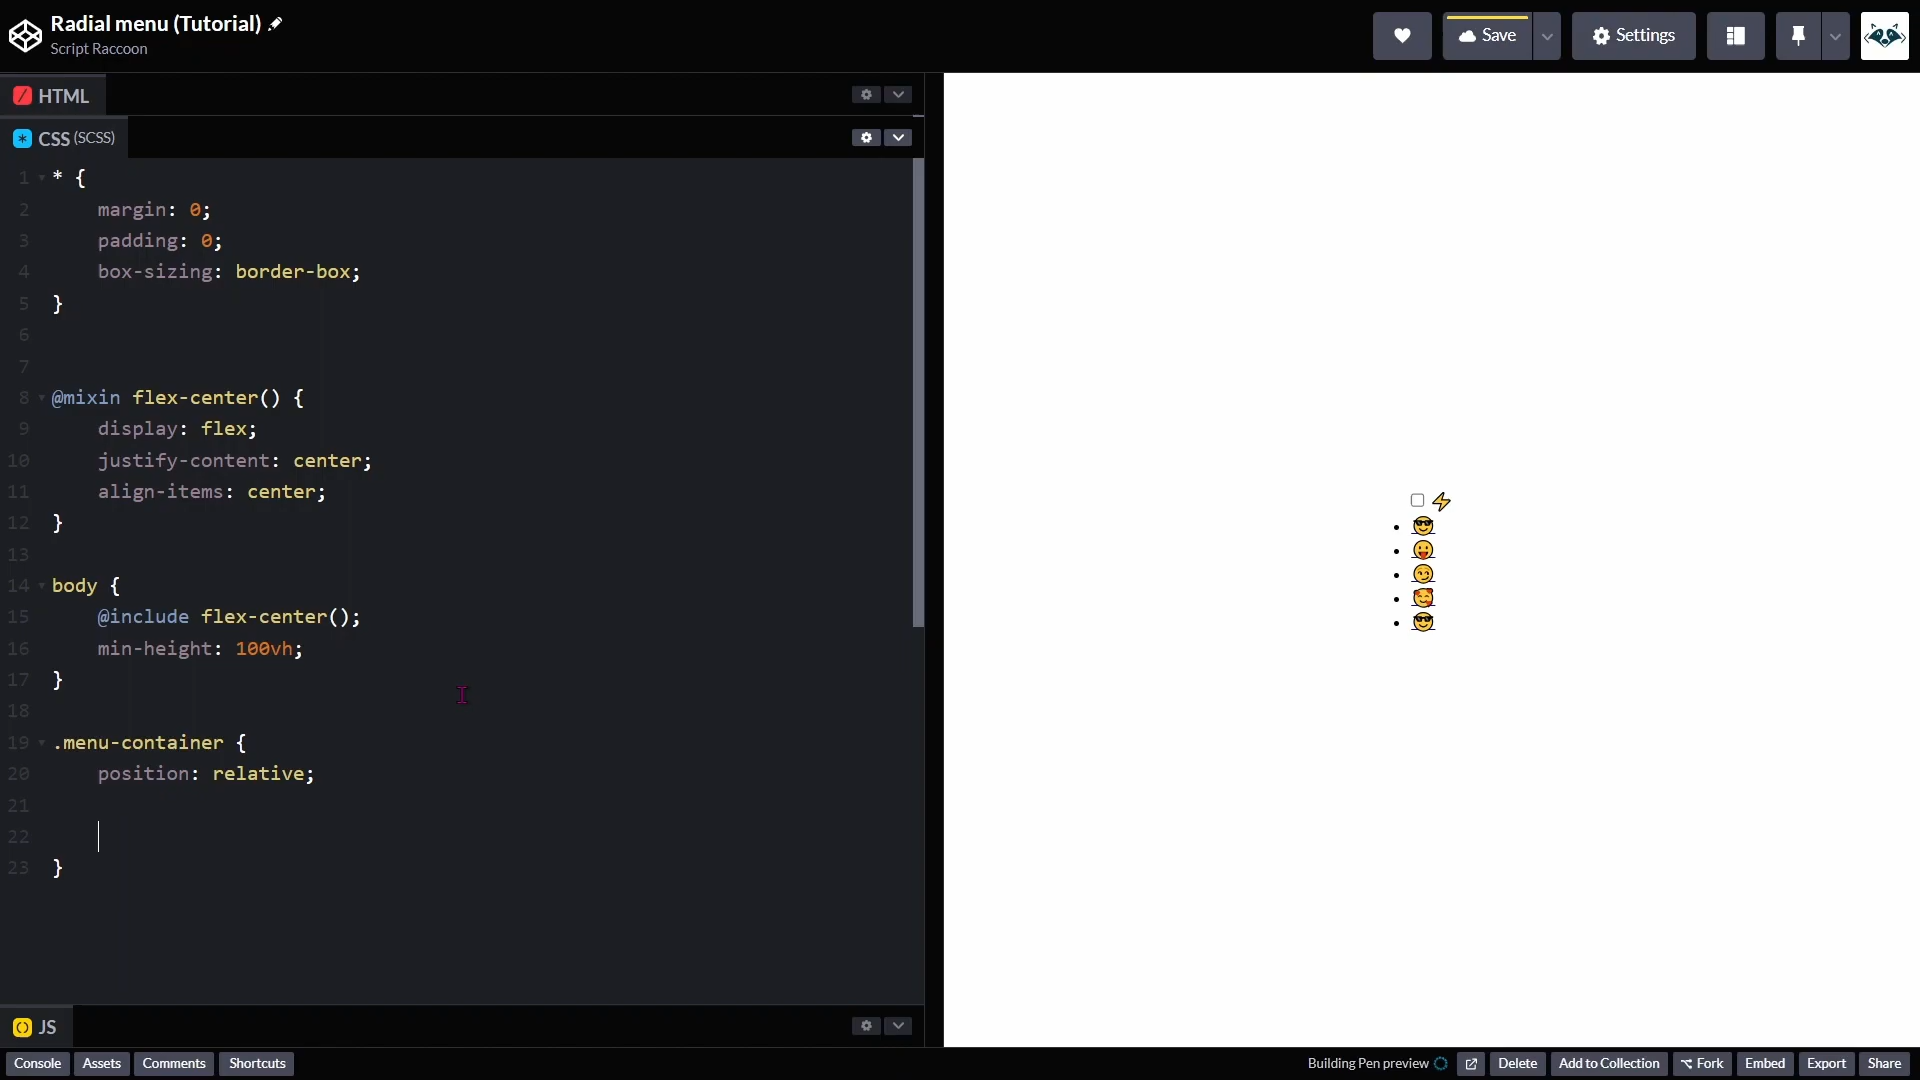 Radial menu (Tutorial)
Script Raccoon
Save
Settings
HTML
CSS (SCSS)
1 * {
2 margin: 0;
3 padding: 0;
4 box-sizing: border-box;
5 }
6
7
8 @mixin flex-center() {
9 display: flex;
10 justify-content: center;
11 align-items: center;
12 }
13
14 body {
15 @include flex-center();
16 min-height: 100vh;
17 }
18
19 .menu-container {
20 position: relative;
21
22
23 }
JS
Console Assets Comments Shortcuts
Building Pen preview Delete Add to Collection Fork Embed Export Share